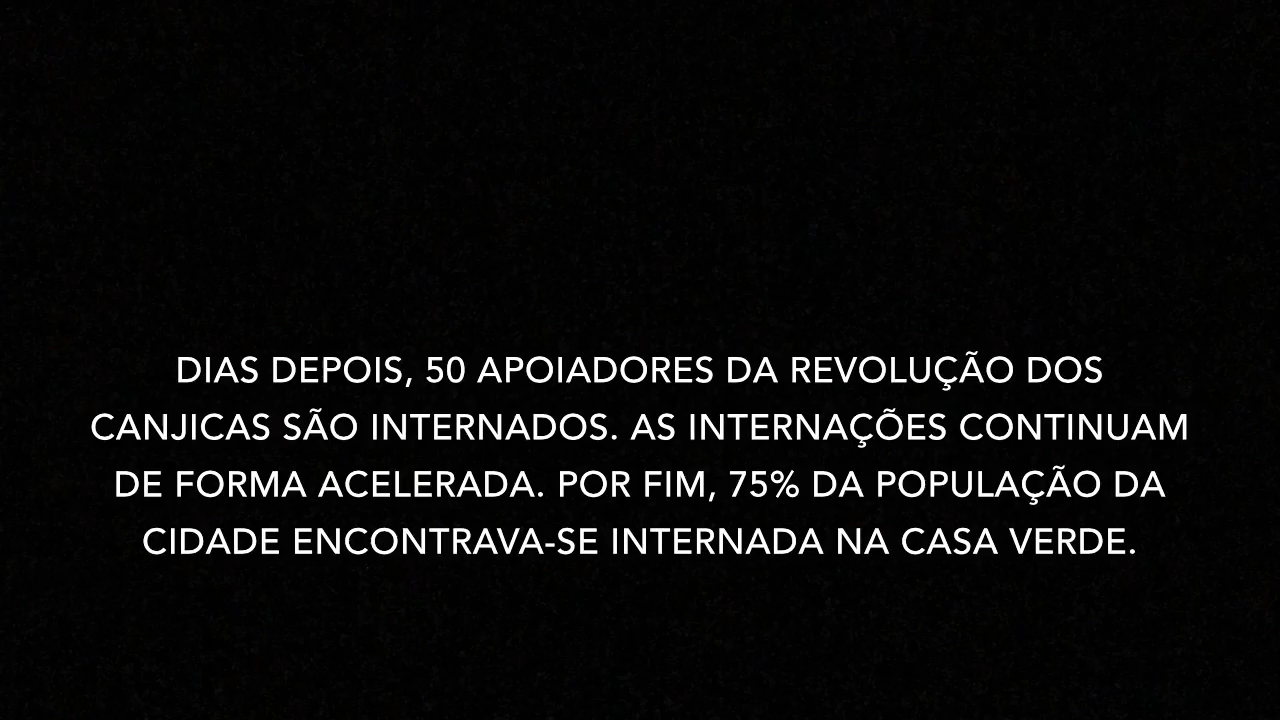 DIAS DEPOIS, 50 APOIADORES DA REVOLUÇÃO DOS
CANJICAS SÃO INTERNADOS. AS INTERNAÇÕES CONTINUAM
DE FORMA ACELERADA. POR FIM, 75% DA POPULAÇÃO DA
CIDADE ENCONTRAVA-SE INTERNADA NA CASA VERDE.